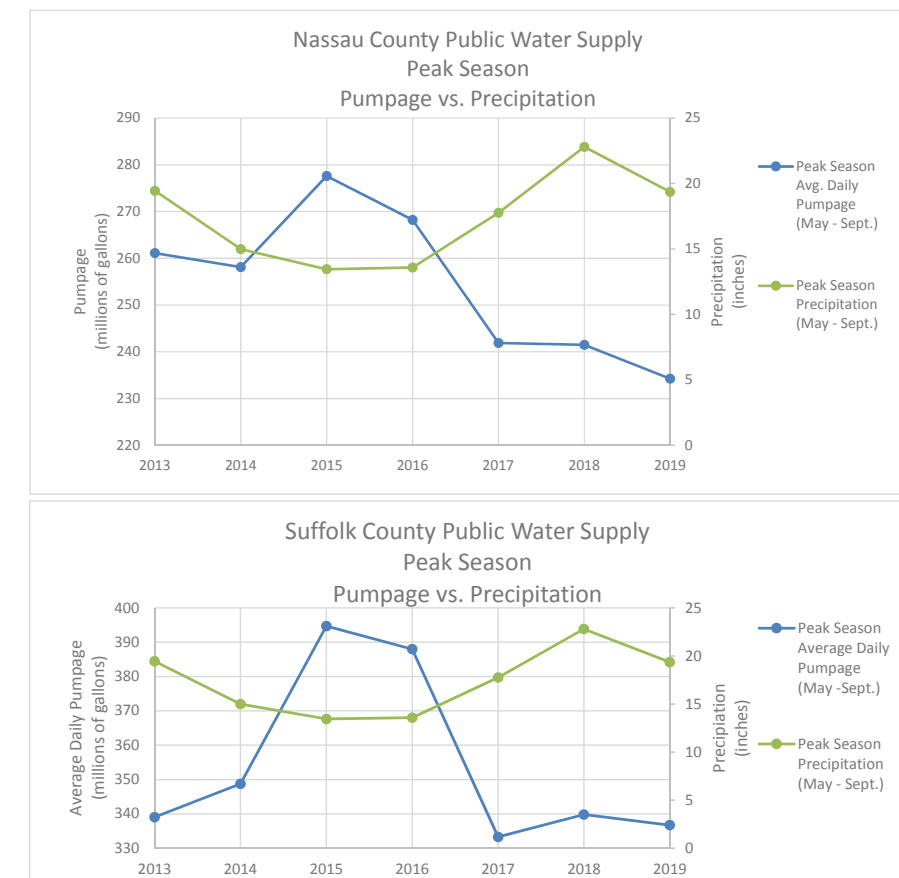 Nassau County Public Water Supply
Peak Season
Pumpage vs. Precipitation
290
280
270
260
250
240
230
220
Pumpage
(millions of gallons)
25
20
15
10
5
0
Precipitation
(inches)
2013 2014 2015 2016 2017 2018 2019
Peak Season
Avg. Daily
Pumpage
(May - Sept.)
Peak Season
Precipitation
(May - Sept.)
Suffolk County Public Water Supply
Peak Season
Pumpage vs. Precipitation
400
390
380
370
360
350
340
330
Average Daily Pumpage
(millions of gallons)
25
20
15
10
5
0
Precipiation
(inches)
2013 2014 2015 2016 2017 2018 2019
Peak Season
Average Daily
Pumpage
(May -Sept.)
Peak Season
Precipitation
(May - Sept.)